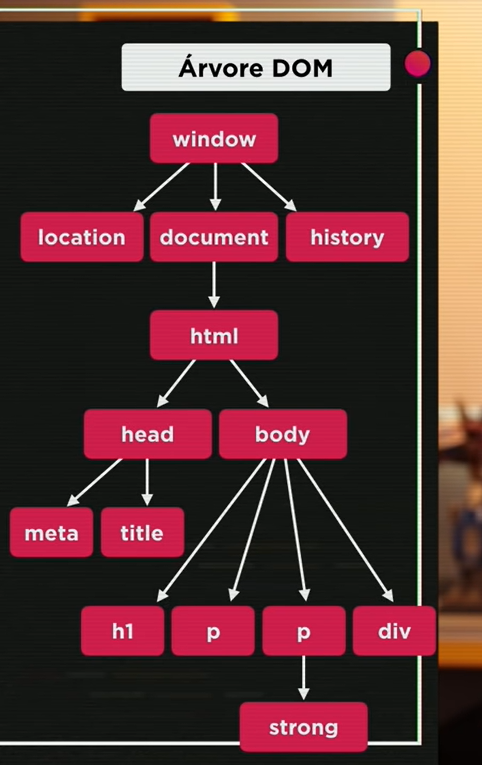 Árvore DOM
window
location document history
html
head body
meta title
h1 p p div
strong